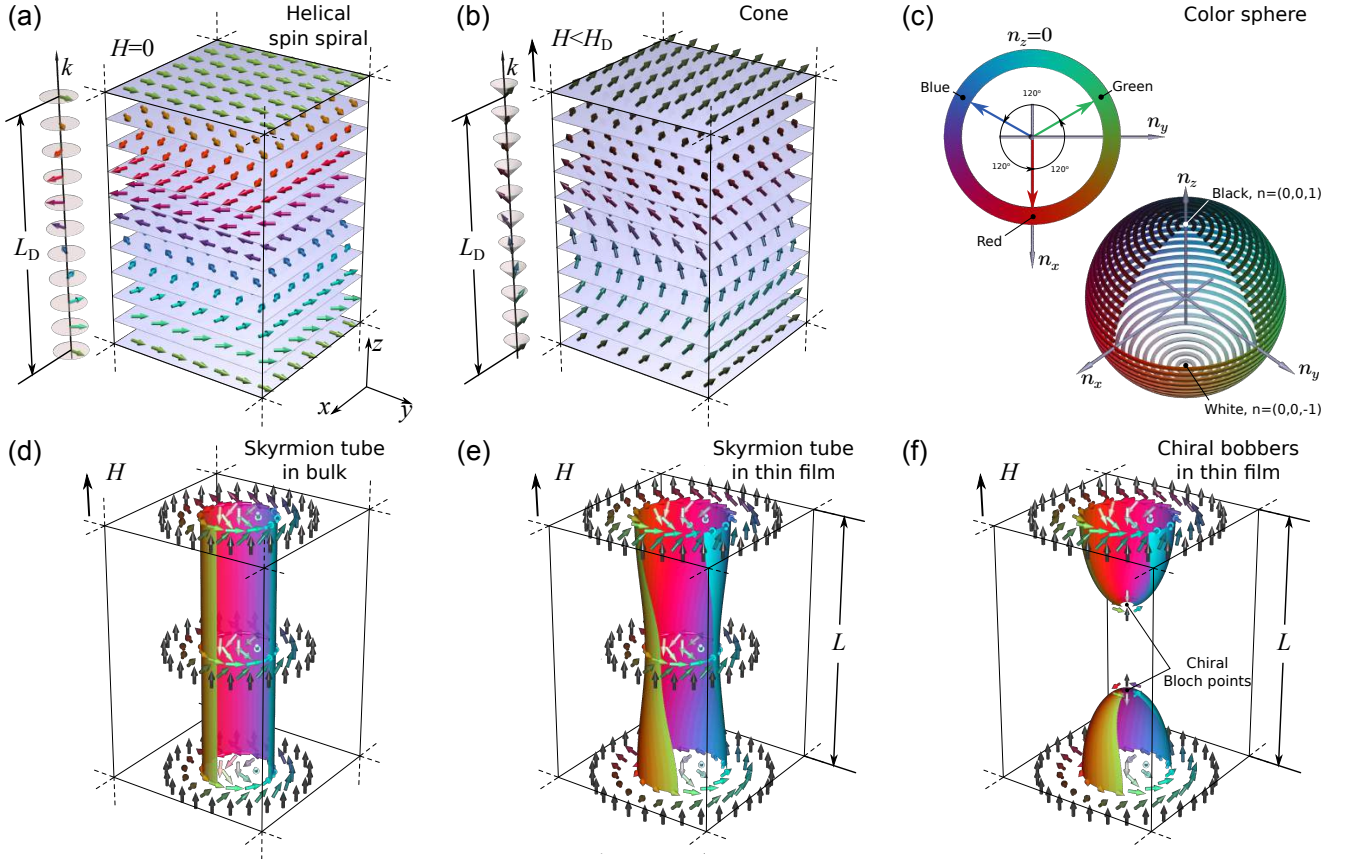 (a)
Helical
spin spiral
H=0
k
L_D
z
x
y
(b)
Cone
H<H_D
k
L_D
(c)
Color sphere
n_z=0
Blue
Green
120°
120°
120°
n_y
Red
n_x
n_z
Black, n=(0,0,1)
n_x
n_y
White, n=(0,0,-1)
(d)
Skyrmion tube
in bulk
H
(e)
Skyrmion tube
in thin film
H
L
(f)
Chiral bobbers
in thin film
H
L
Chiral
Bloch points